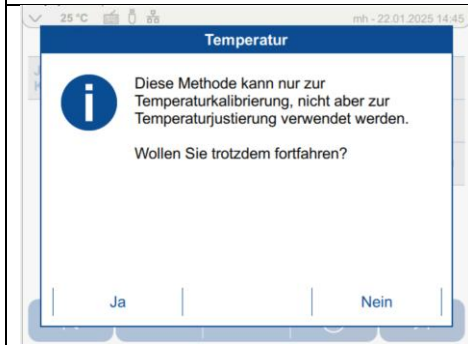 25 °C
mh - 22.01.2025 14:45
Temperatur
Diese Methode kann nur zur
Temperaturkalibrierung, nicht aber zur
Temperaturjustierung verwendet werden.
Wollen Sie trotzdem fortfahren?
Ja
Nein